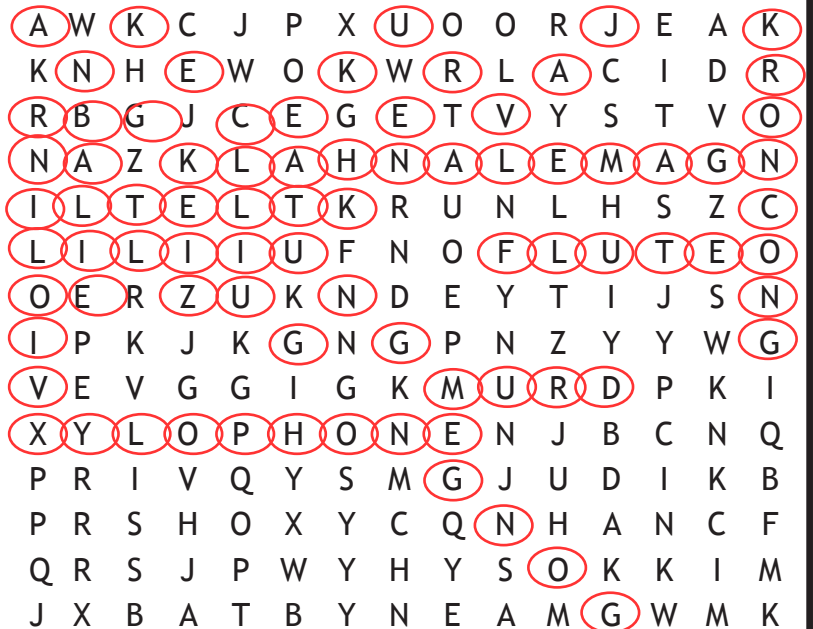 A W K C J P X U O O R J E A K
K N H E W O K W R L A C I D R
R B G J C E G E T V Y S T V O
N A Z K L A H N A L E M A G N
I L T E L T K R U N L H S Z C
L I L I I U F N O F L U T E O
O E R Z U K N D E Y T I J S N
I P K J K G N G P N Z Y Y W G
V E V G G I G K M U R D P K I
X Y L O P H O N E N J B C N Q
P R I V Q Y S M G J U D I K B
P R S H O X Y C Q N H A N C F
Q R S J P W Y H Y S O K K I M
J X B A T B Y N E A M G W M K